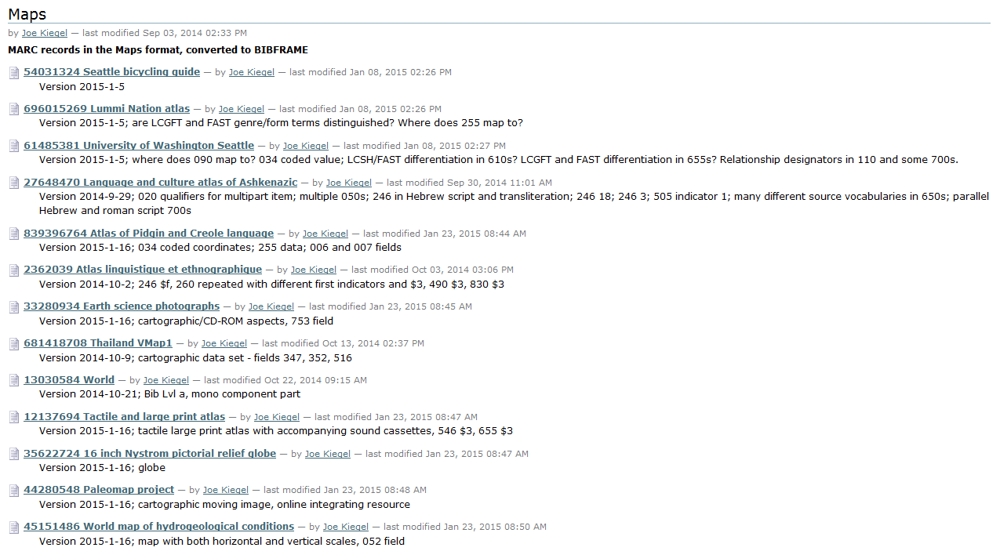 Maps
by Joe Kiegel — last modified Sep 03, 2014 02:33 PM
MARC records in the Maps format, converted to BIBFRAME
54031324 Seattle bicycling guide — by Joe Kiegel — last modified Jan 08, 2015 02:26 PM
Version 2015-1-5
696015269 Lummi Nation atlas — by Joe Kiegel — last modified Jan 08, 2015 02:26 PM
Version 2015-1-5; are LCGFT and FAST genre/form terms distinguished? Where does 255 map to?
61485381 University of Washington Seattle — by Joe Kiegel — last modified Jan 08, 2015 02:27 PM
Version 2015-1-5; where does 090 map to? 034 coded value; LCSH/FAST differentiation in 610s? LCGFT and FAST differentiation in 655s? Relationship designators in 110 and some 700s.
27648470 Language and culture atlas of Ashkenazic — by Joe Kiegel — last modified Sep 30, 2014 11:01 AM
Version 2014-9-29; 020 qualifiers for multipart item; multiple 050s; 246 in Hebrew script and transliteration; 246 18; 246 3; 505 indicator 1; many different source vocabularies in 650s; parallel
Hebrew and roman script 700s
839396764 Atlas of Pidgin and Creole language — by Joe Kiegel — last modified Jan 23, 2015 08:44 AM
Version 2015-1-16; 034 coded coordinates; 255 data; 006 and 007 fields
2362039 Atlas linguistique et ethnographique — by Joe Kiegel — last modified Oct 03, 2014 03:06 PM
Version 2014-10-2; 246 $f, 260 repeated with different first indicators and $3, 490 $3, 830 $3
33280934 Earth science photographs — by Joe Kiegel — last modified Jan 23, 2015 08:45 AM
Version 2015-1-16; cartographic/CD-ROM aspects, 753 field
681418708 Thailand VMap1 — by Joe Kiegel — last modified Oct 13, 2014 02:37 PM
Version 2014-10-9; cartographic data set - fields 347, 352, 516
13030584 World — by Joe Kiegel — last modified Oct 22, 2014 09:15 AM
Version 2014-10-21; Bib Lvl a, mono component part
12137694 Tactile and large print atlas — by Joe Kiegel — last modified Jan 23, 2015 08:47 AM
Version 2015-1-16; tactile large print atlas with accompanying sound cassettes, 546 $3, 655 $3
35622724 16 inch Nystrom pictorial relief globe — by Joe Kiegel — last modified Jan 23, 2015 08:47 AM
Version 2015-1-16; globe
44280548 Paleomap project — by Joe Kiegel — last modified Jan 23, 2015 08:48 AM
Version 2015-1-16; cartographic moving image, online integrating resource
45151486 World map of hydrogeological conditions — by Joe Kiegel — last modified Jan 23, 2015 08:50 AM
Version 2015-1-16; map with both horizontal and vertical scales, 052 field